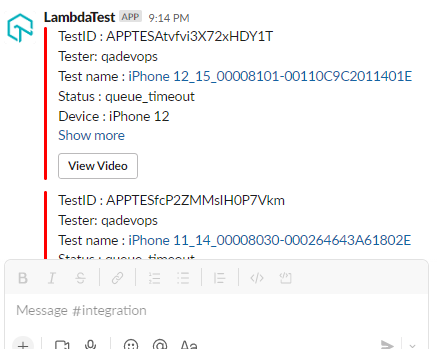 LambdaTest APP 9:14 PM
TestID : APPTESAtvfvi3X72xHDY1T
Tester: qadevops
Test name : iPhone 12_15_00008101-00110C9C2011401E
Status : queue_timeout
Device : iPhone 12
Show more
View Video
TestID : APPTESfcP2ZMMsIH0P7Vkm
Tester: qadevops
Test name : iPhone 11_14_00008030-000264643A61802E
Status : queue_timeout
Message #integration
Aa